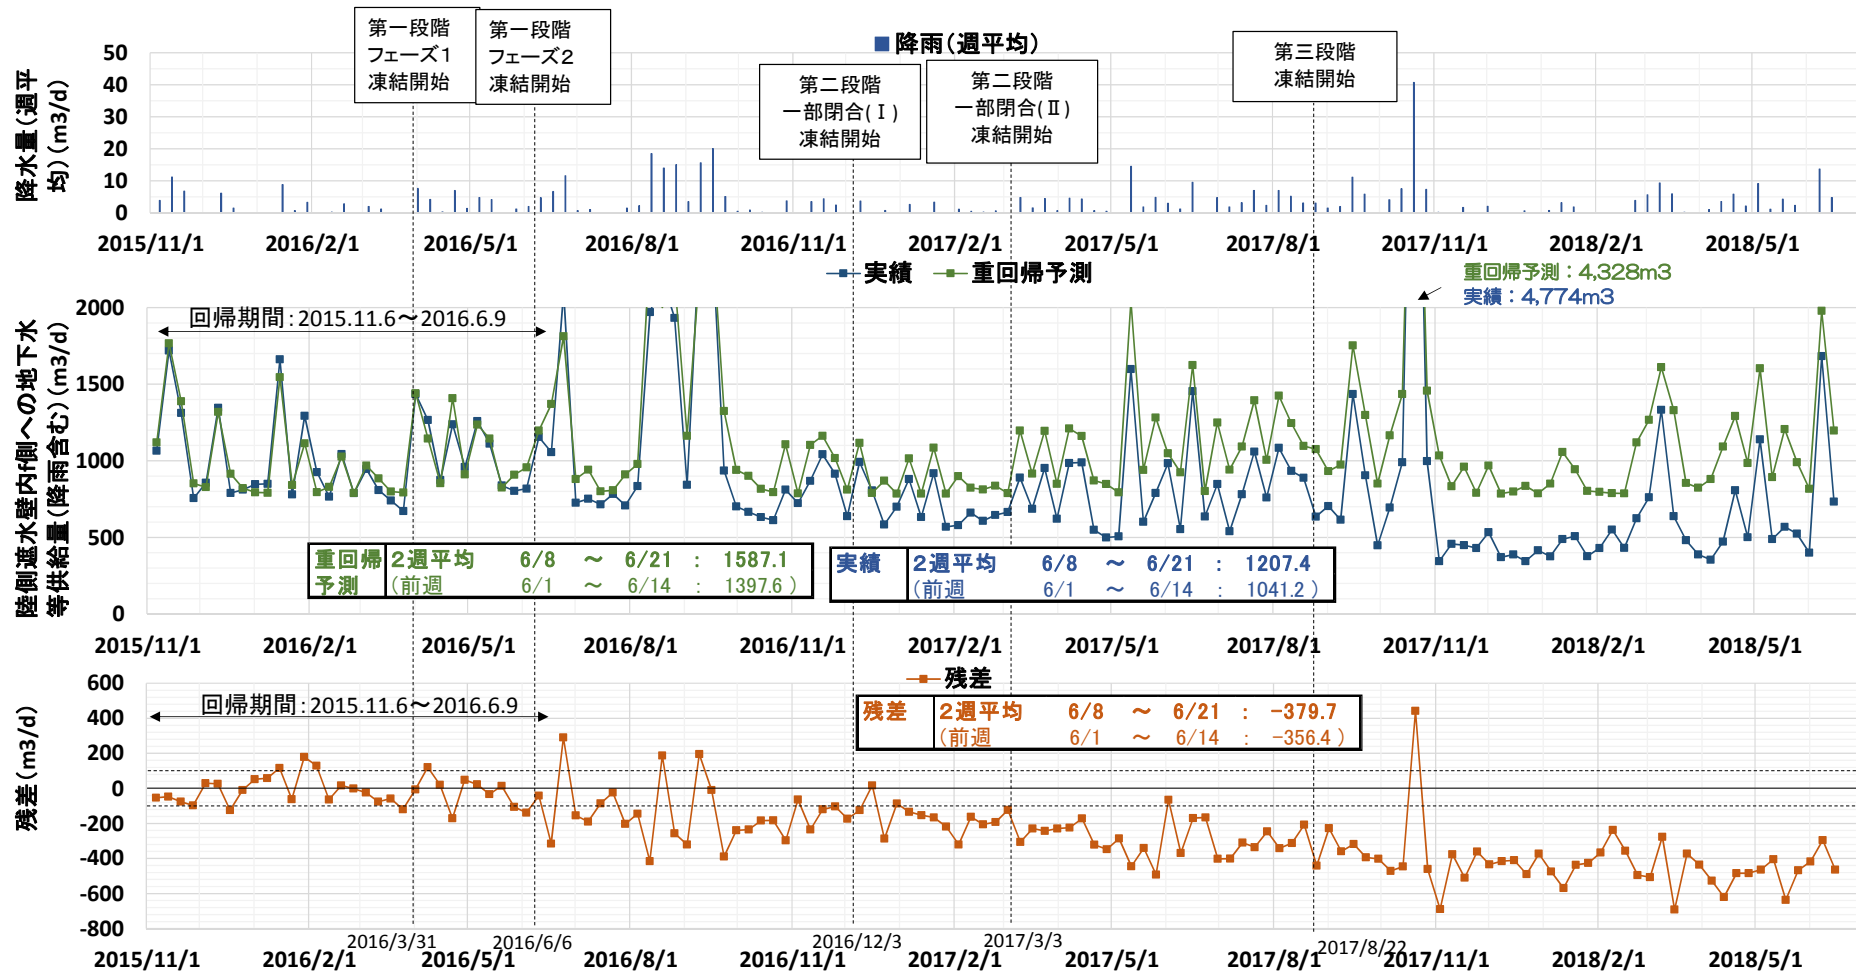 第一段階
フェーズ1
凍結開始
第一段階
フェーズ2
凍結開始
第二段階
一部閉合(Ⅰ)
凍結開始
第二段階
一部閉合(Ⅱ)
凍結開始
第三段階
凍結開始
降雨(週平均)
降水量(週平
均)(m3/d)
50
40
30
20
10
0
2015/11/1 2016/2/1 2016/5/1 2016/8/1 2016/11/1 2017/2/1 2017/5/1 2017/8/1 2017/11/1 2018/2/1 2018/5/1
実績 重回帰予測
重回帰予測：4,328m3
実績：4,774m3
陸側遮水壁内f側への地下水
等供給量(降雨含む)(m3/d)
2000
1500
1000
500
0
回帰期間：2015.11.6～2016.6.9
重回帰 2週平均 6/8 ～ 6/21 : 1587.1
予測 (前週 6/1 ～ 6/14 : 1397.6 )
実績 2週平均 6/8 ～ 6/21 : 1207.4
(前週 6/1 ～ 6/14 : 1041.2 )
2015/11/1 2016/2/1 2016/5/1 2016/8/1 2016/11/1 2017/2/1 2017/5/1 2017/8/1 2017/11/1 2018/2/1 2018/5/1
残差
残差(m3/d)
600
400
200
0
-200
-400
-600
-800
回帰期間：2015.11.6～2016.6.9
残差 2週平均 6/8 ～ 6/21 : -379.7
(前週 6/1 ～ 6/14 : -356.4 )
2016/3/31 2016/6/6 2016/12/3 2017/3/3 2017/8/22
2015/11/1 2016/2/1 2016/5/1 2016/8/1 2016/11/1 2017/2/1 2017/5/1 2017/8/1 2017/11/1 2018/2/1 2018/5/1